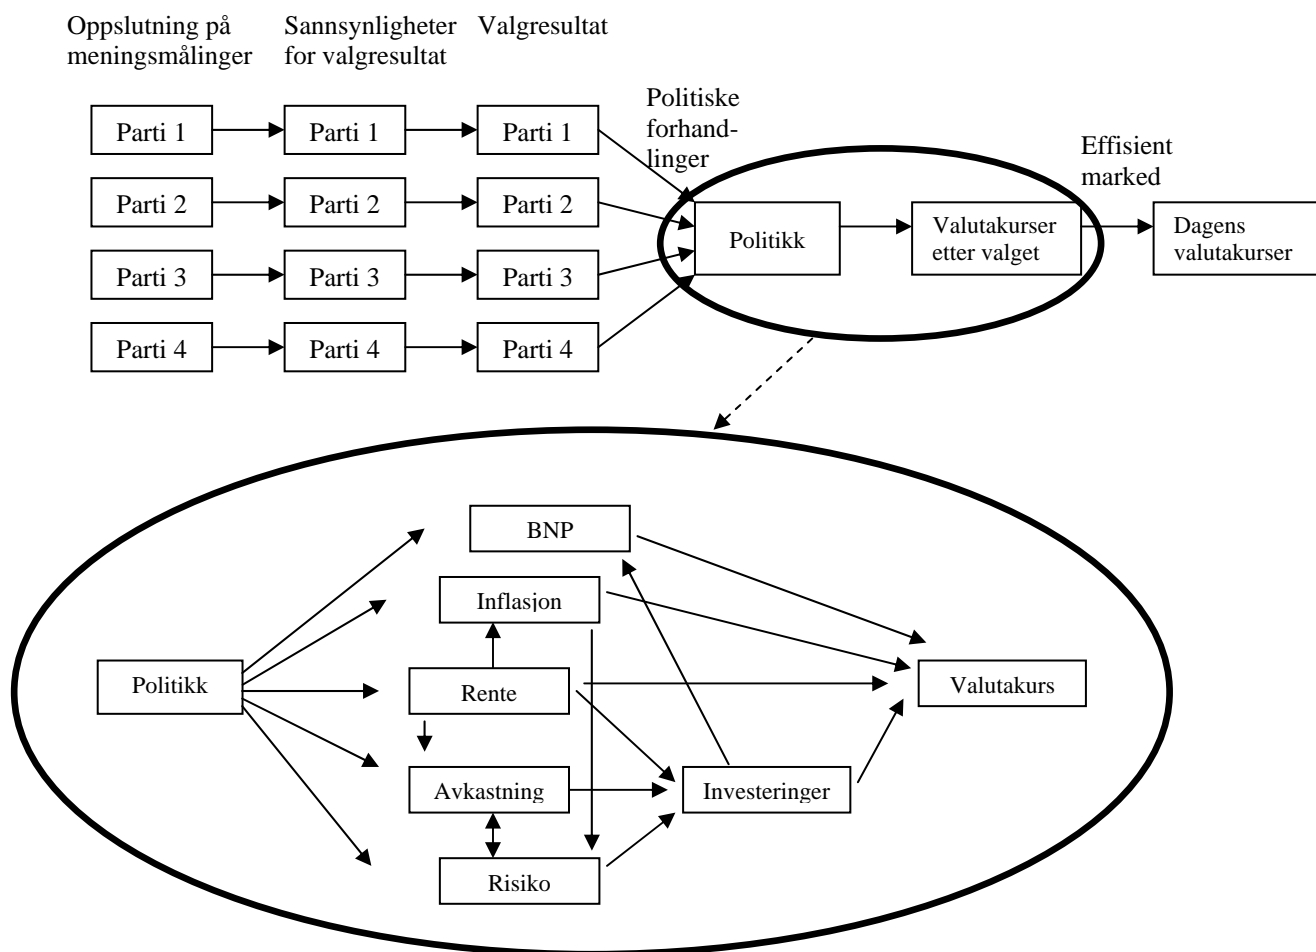 Oppslutning på
meningsmålinger
Sannsynligheter
for valgresultat
Valgresultat
Politiske
forhand-
linger
Effisient
marked
Parti 1
Parti 1
Parti 1
Parti 2
Parti 2
Parti 2
Parti 3
Parti 3
Parti 3
Parti 4
Parti 4
Parti 4
Politikk
Valutakurser
etter valget
Dagens
valutakurser
BNP
Inflasjon
Politikk
Rente
Valutakurs
Avkastning
Investeringer
Risiko